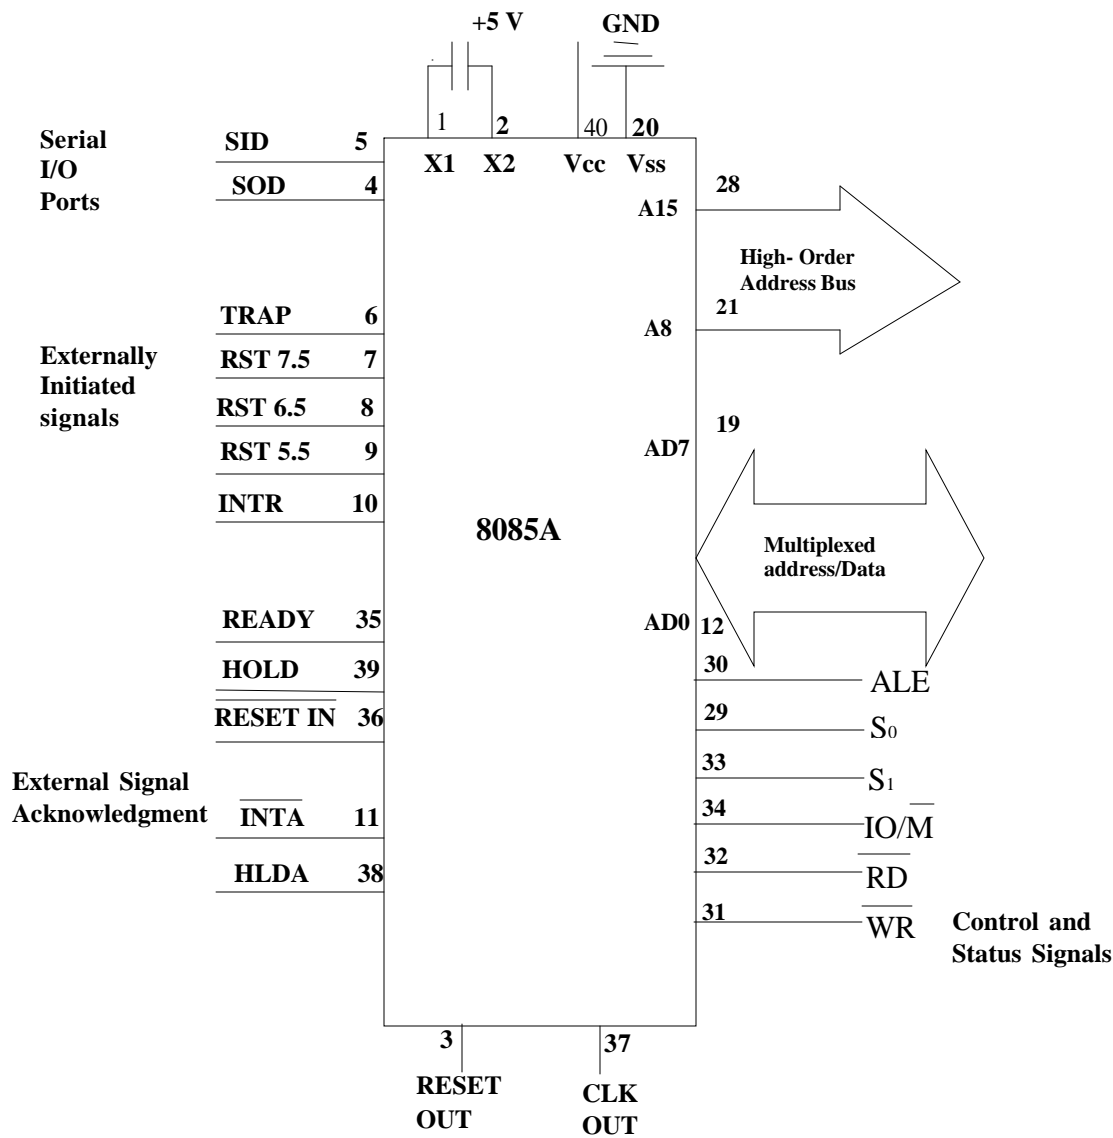 +5 V
GND
1
2
40
20
X1
X2
Vcc
Vss
Serial
I/O
Ports
SID 5
SOD 4
Externally
Initiated
signals
TRAP 6
RST 7.5 7
RST 6.5 8
RST 5.5 9
INTR 10
READY 35
HOLD 39
RESET IN 36
External Signal
Acknowledgment
INTA 11
HLDA 38
8085A
A15
28
High- Order
Address Bus
21
A8
19
AD7
Multiplexed
address/Data
AD0 12
30
ALE
29
S0
33
S1
34
IO/M
32
RD
31
WR
Control and
Status Signals
3
RESET
OUT
37
CLK
OUT